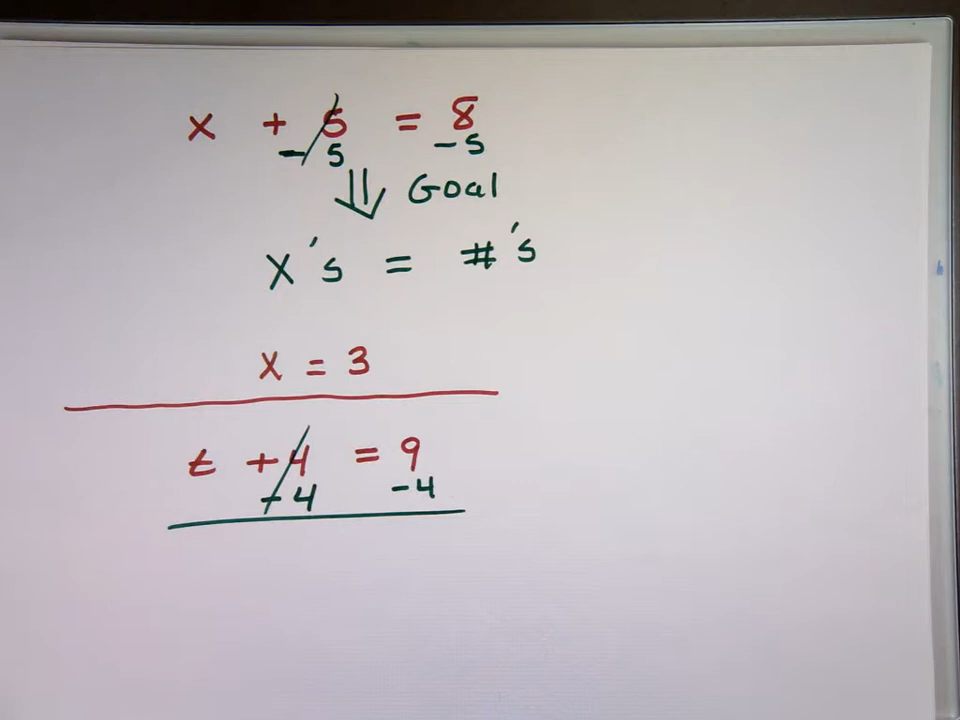 x + 5 = 8
- 5 - 5
⇓ Goal
X's = #'s
x = 3
t + 4 = 9
- 4 - 4